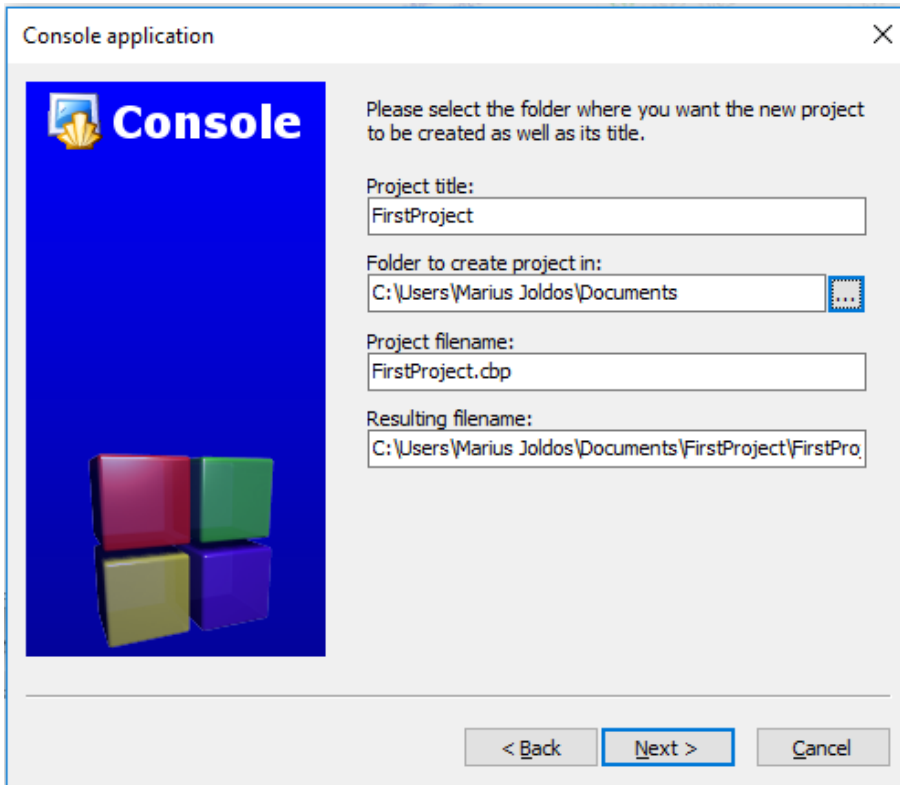 Console application
Console
Please select the folder where you want the new project
to be created as well as its title.
Project title:
FirstProject
Folder to create project in:
C:\Users\Marius Joldos\Documents
...
Project filename:
FirstProject.cbp
Resulting filename:
C:\Users\Marius Joldos\Documents\FirstProject\FirstPro
< Back
Next >
Cancel